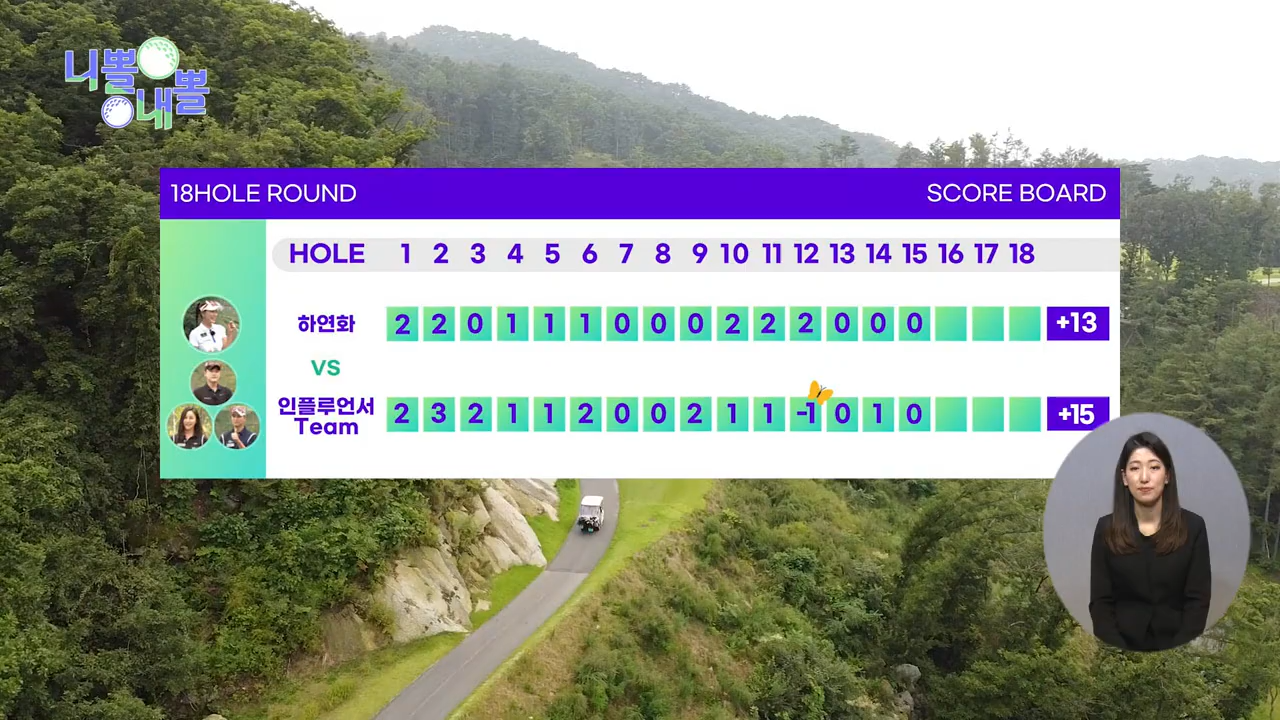 니뽈
내뽈
18HOLE ROUND SCORE BOARD
HOLE 1 2 3 4 5 6 7 8 9 10 11 12 13 14 15 16 17 18
하연화 2 2 0 1 1 1 0 0 0 2 2 2 0 0 0 +13
VS
인플루언서 Team 2 3 2 1 1 2 0 0 2 1 1 -1 0 1 0 +15